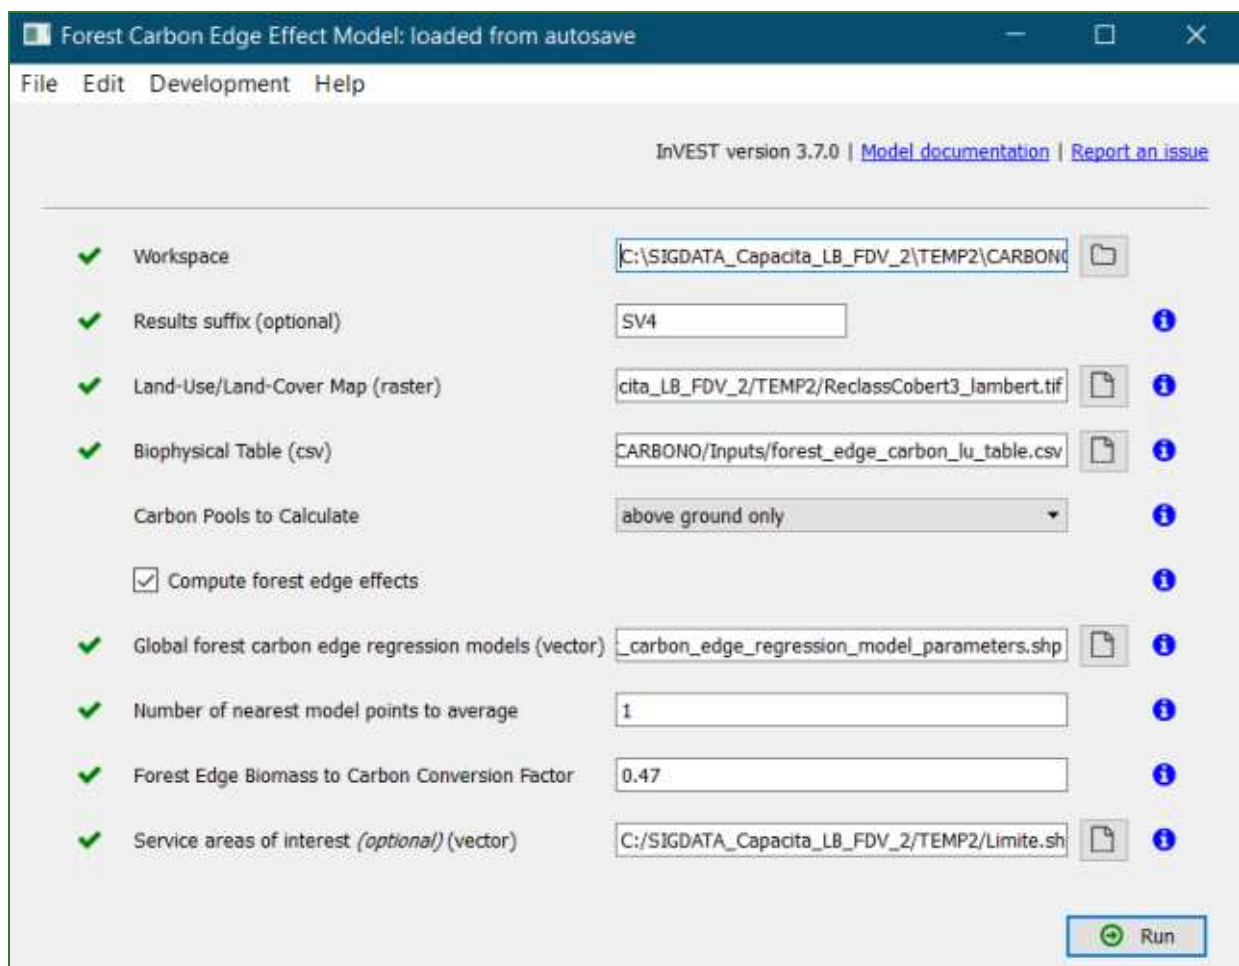 Forest Carbon Edge Effect Model: loaded from autosave
File Edit Development Help
InVEST version 3.7.0 | Model documentation | Report an issue
Workspace C:\SIGDATA_Capacita_LB_FDV_2\TEMP2\CARBONO
Results suffix (optional) SV4
Land-Use/Land-Cover Map (raster) cita_LB_FDV_2/TEMP2/ReclassCobert3_lambert.tif
Biophysical Table (csv) CARBONO/Inputs/forest_edge_carbon_lu_table.csv
Carbon Pools to Calculate above ground only
Compute forest edge effects
Global forest carbon edge regression models (vector) _carbon_edge_regression_model_parameters.shp
Number of nearest model points to average 1
Forest Edge Biomass to Carbon Conversion Factor 0.47
Service areas of interest (optional) (vector) C:/SIGDATA_Capacita_LB_FDV_2/TEMP2/Limite.sh
Run